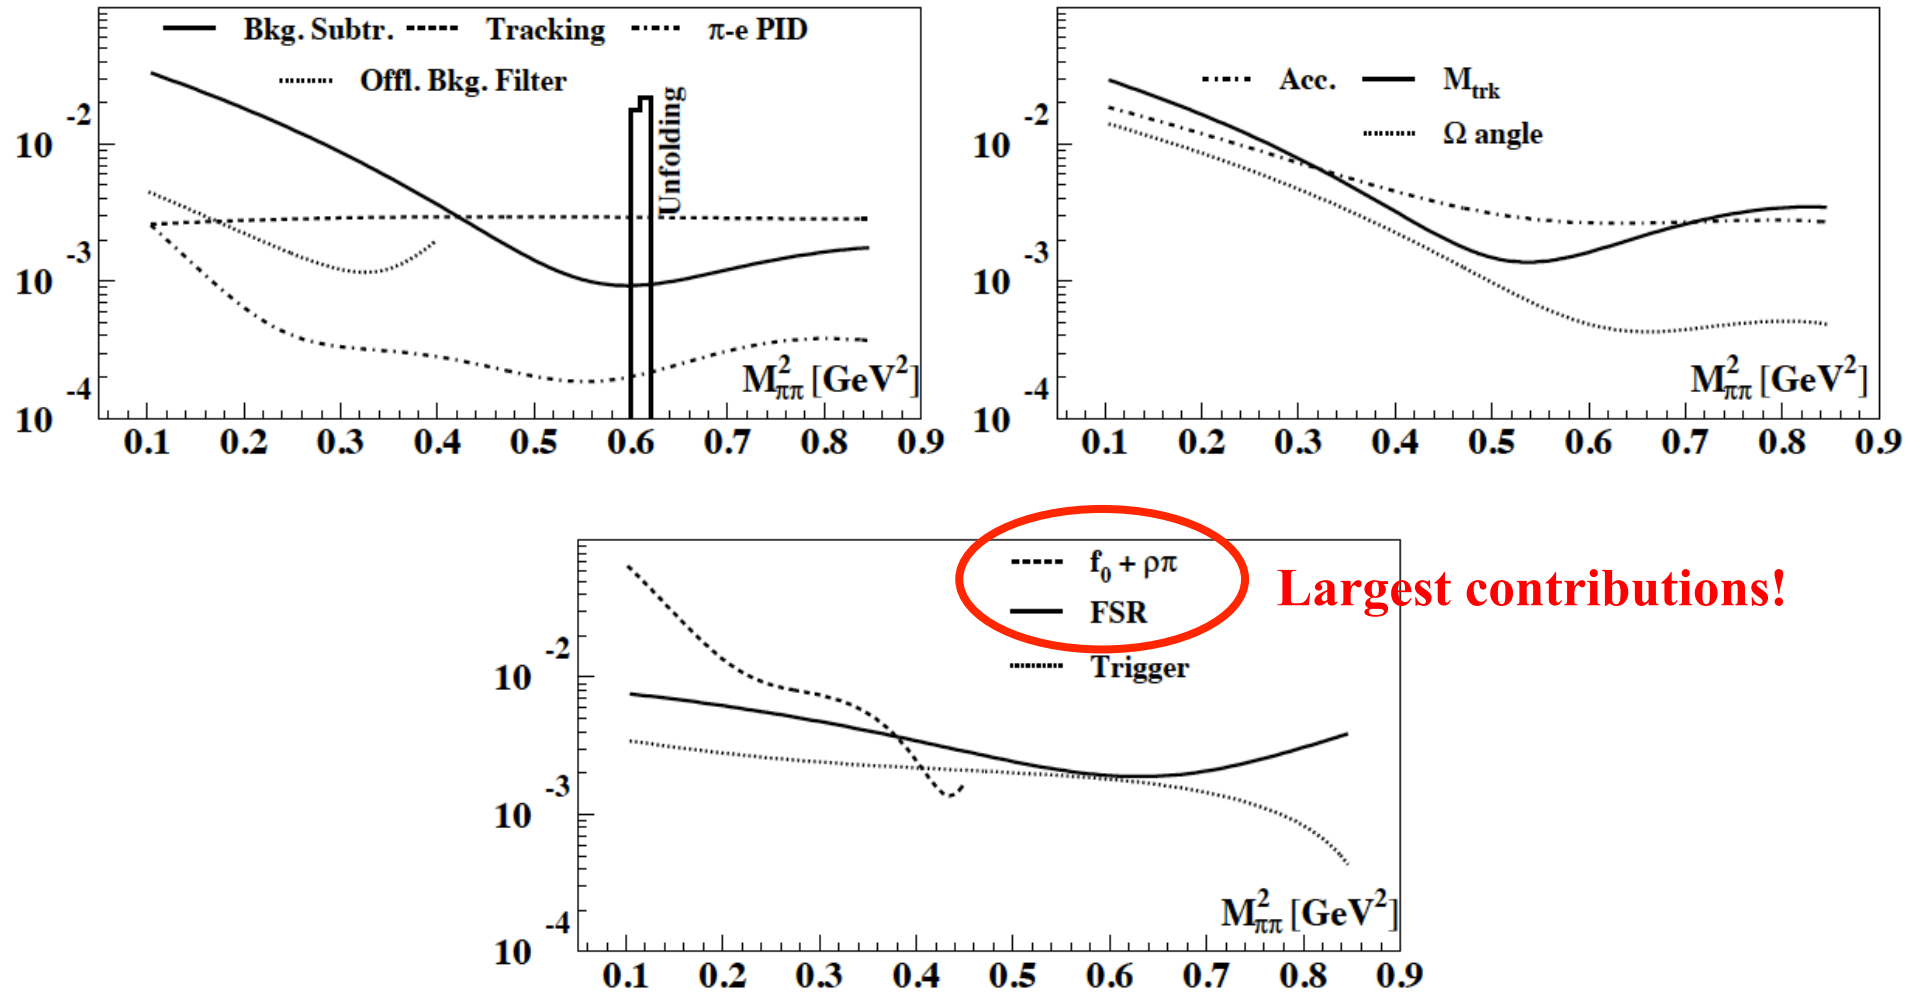 Bkg. Subtr. Tracking π-e PID
Offl. Bkg. Filter
Unfolding
10⁻²
10⁻³
10⁻⁴
M²ππ [GeV²]
0.1 0.2 0.3 0.4 0.5 0.6 0.7 0.8 0.9
Acc. Mtrk
Ω angle
10⁻²
10⁻³
10⁻⁴
M²ππ [GeV²]
0.1 0.2 0.3 0.4 0.5 0.6 0.7 0.8 0.9
f₀ + ρπ
FSR
Trigger
Largest contributions!
10⁻²
10⁻³
10⁻⁴
M²ππ [GeV²]
0.1 0.2 0.3 0.4 0.5 0.6 0.7 0.8 0.9